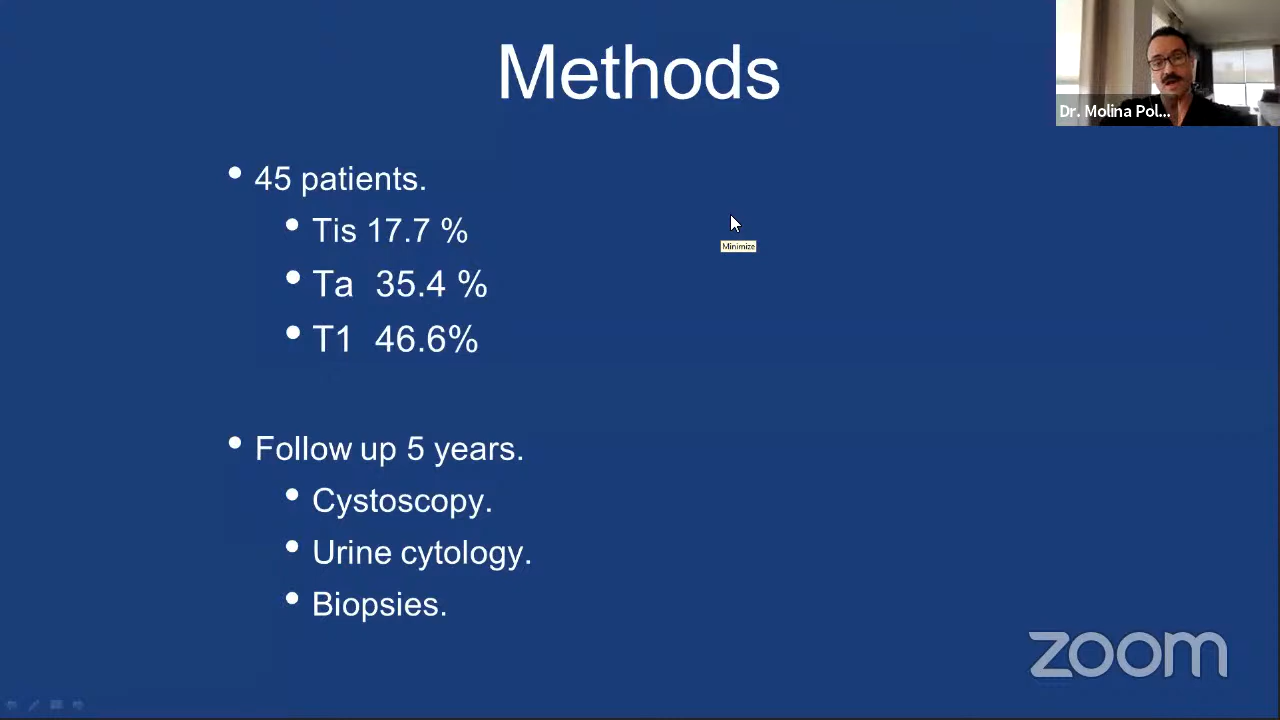 Methods
Dr. Molina Pol...
• 45 patients.
• Tis 17.7 %
• Ta 35.4 %
• T1 46.6%
Minimize
• Follow up 5 years.
• Cystoscopy.
• Urine cytology.
• Biopsies.
zoom